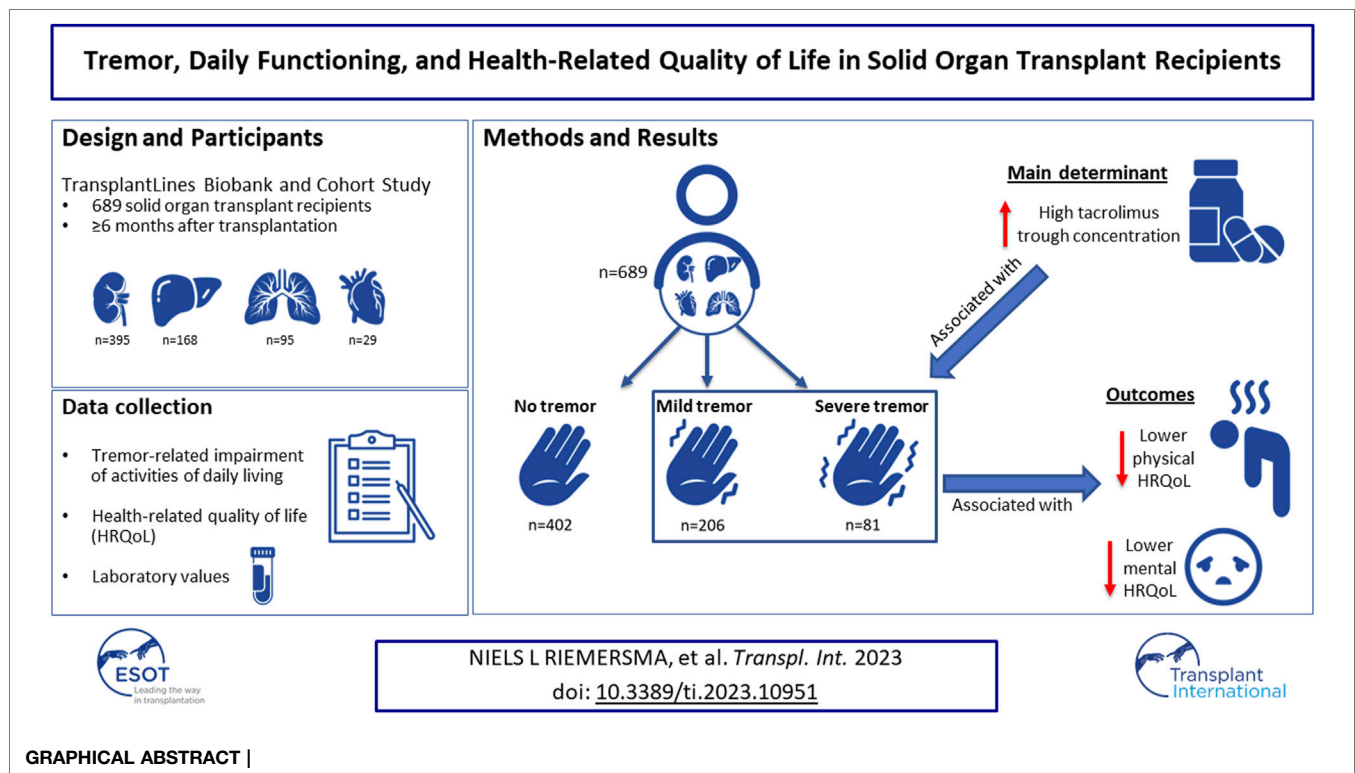 Tremor, Daily Functioning, and Health-Related Quality of Life in Solid Organ Transplant Recipients
Design and Participants
TransplantLines Biobank and Cohort Study
• 689 solid organ transplant recipients
• ≥6 months after transplantation
n=395 n=168 n=95 n=29
Data collection
• Tremor-related impairment
of activities of daily living
• Health-related quality of life
(HRQoL)
• Laboratory values
Methods and Results
n=689
Main determinant
High tacrolimus
trough concentration
Associated with
No tremor Mild tremor Severe tremor
n=402 n=206 n=81
Associated with
Outcomes
Lower
physical
HRQoL
Lower
mental
HRQoL
ESOT
Leading the way
in transplantation
NIELS L RIEMERSMA, et al. Transpl. Int. 2023
doi: 10.3389/ti.2023.10951
Transplant
International
GRAPHICAL ABSTRACT |